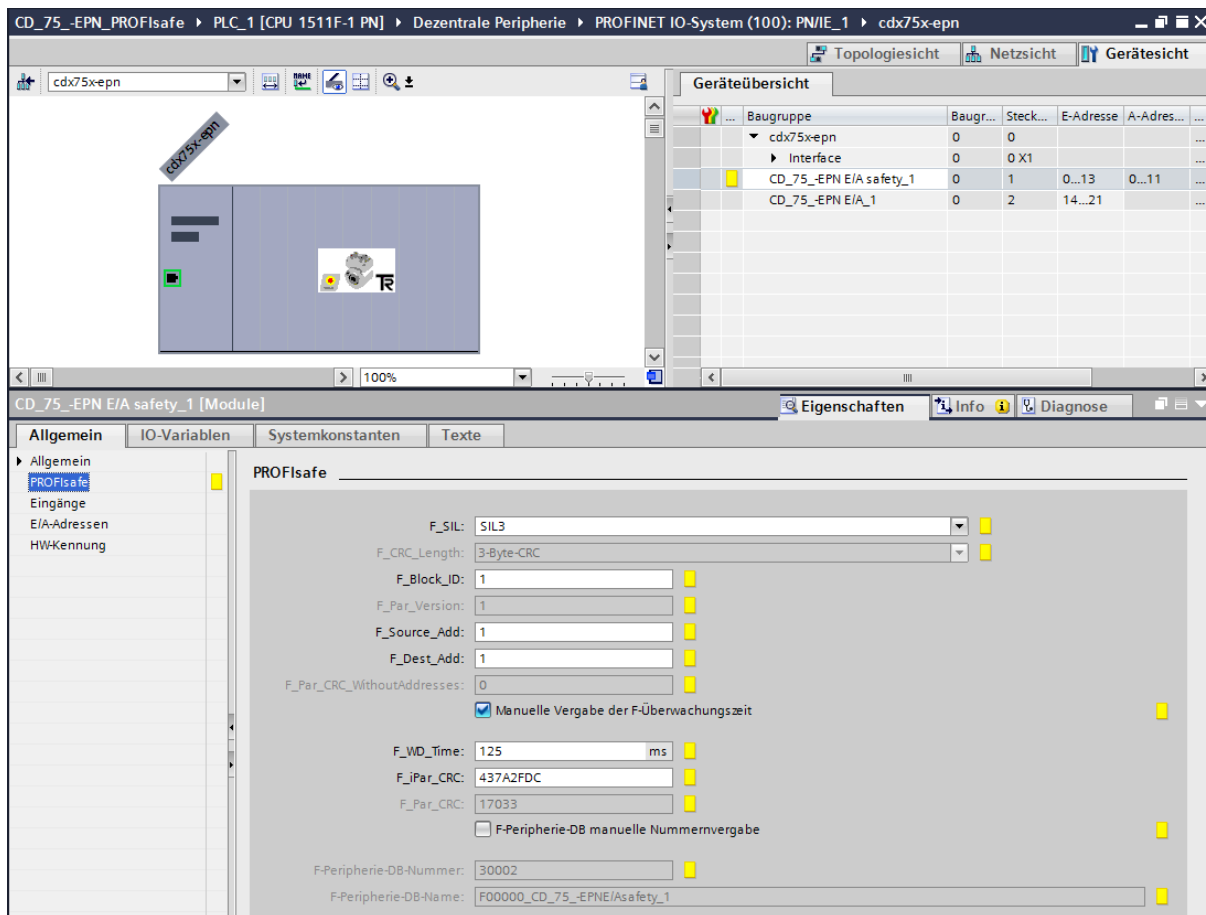 CD_75_-EPN_PROFIsafe ▸ PLC_1 [CPU 1511F-1 PN] ▸ Dezentrale Peripherie ▸ PROFINET IO-System (100): PN/IE_1 ▸ cdx75x-epn
Topologiesicht Netzsicht Gerätesicht
cdx75x-epn
Geräteübersicht
... Baugruppe Baugr... Steck... E-Adresse A-Adres... ...
cdx75x-epn 0 0 ...
Interface 0 0 X1 ...
CD_75_-EPN E/A safety_1 0 1 0...13 0...11 ...
CD_75_-EPN E/A_1 0 2 14...21 ...
cdx75x-epn
TR
100%
CD_75_-EPN E/A safety_1 [Module]
Eigenschaften Info Diagnose
Allgemein IO-Variablen Systemkonstanten Texte
Allgemein
PROFIsafe
Eingänge
E/A-Adressen
HW-Kennung
PROFIsafe
F_SIL: SIL3
F_CRC_Length: 3-Byte-CRC
F_Block_ID: 1
F_Par_Version: 1
F_Source_Add: 1
F_Dest_Add: 1
F_Par_CRC_WithoutAddresses: 0
Manuelle Vergabe der F-Überwachungszeit
F_WD_Time: 125 ms
F_iPar_CRC: 437A2FDC
F_Par_CRC: 17033
F-Peripherie-DB manuelle Nummernvergabe
F-Peripherie-DB-Nummer: 30002
F-Peripherie-DB-Name: F00000_CD_75_-EPNE/Asafety_1